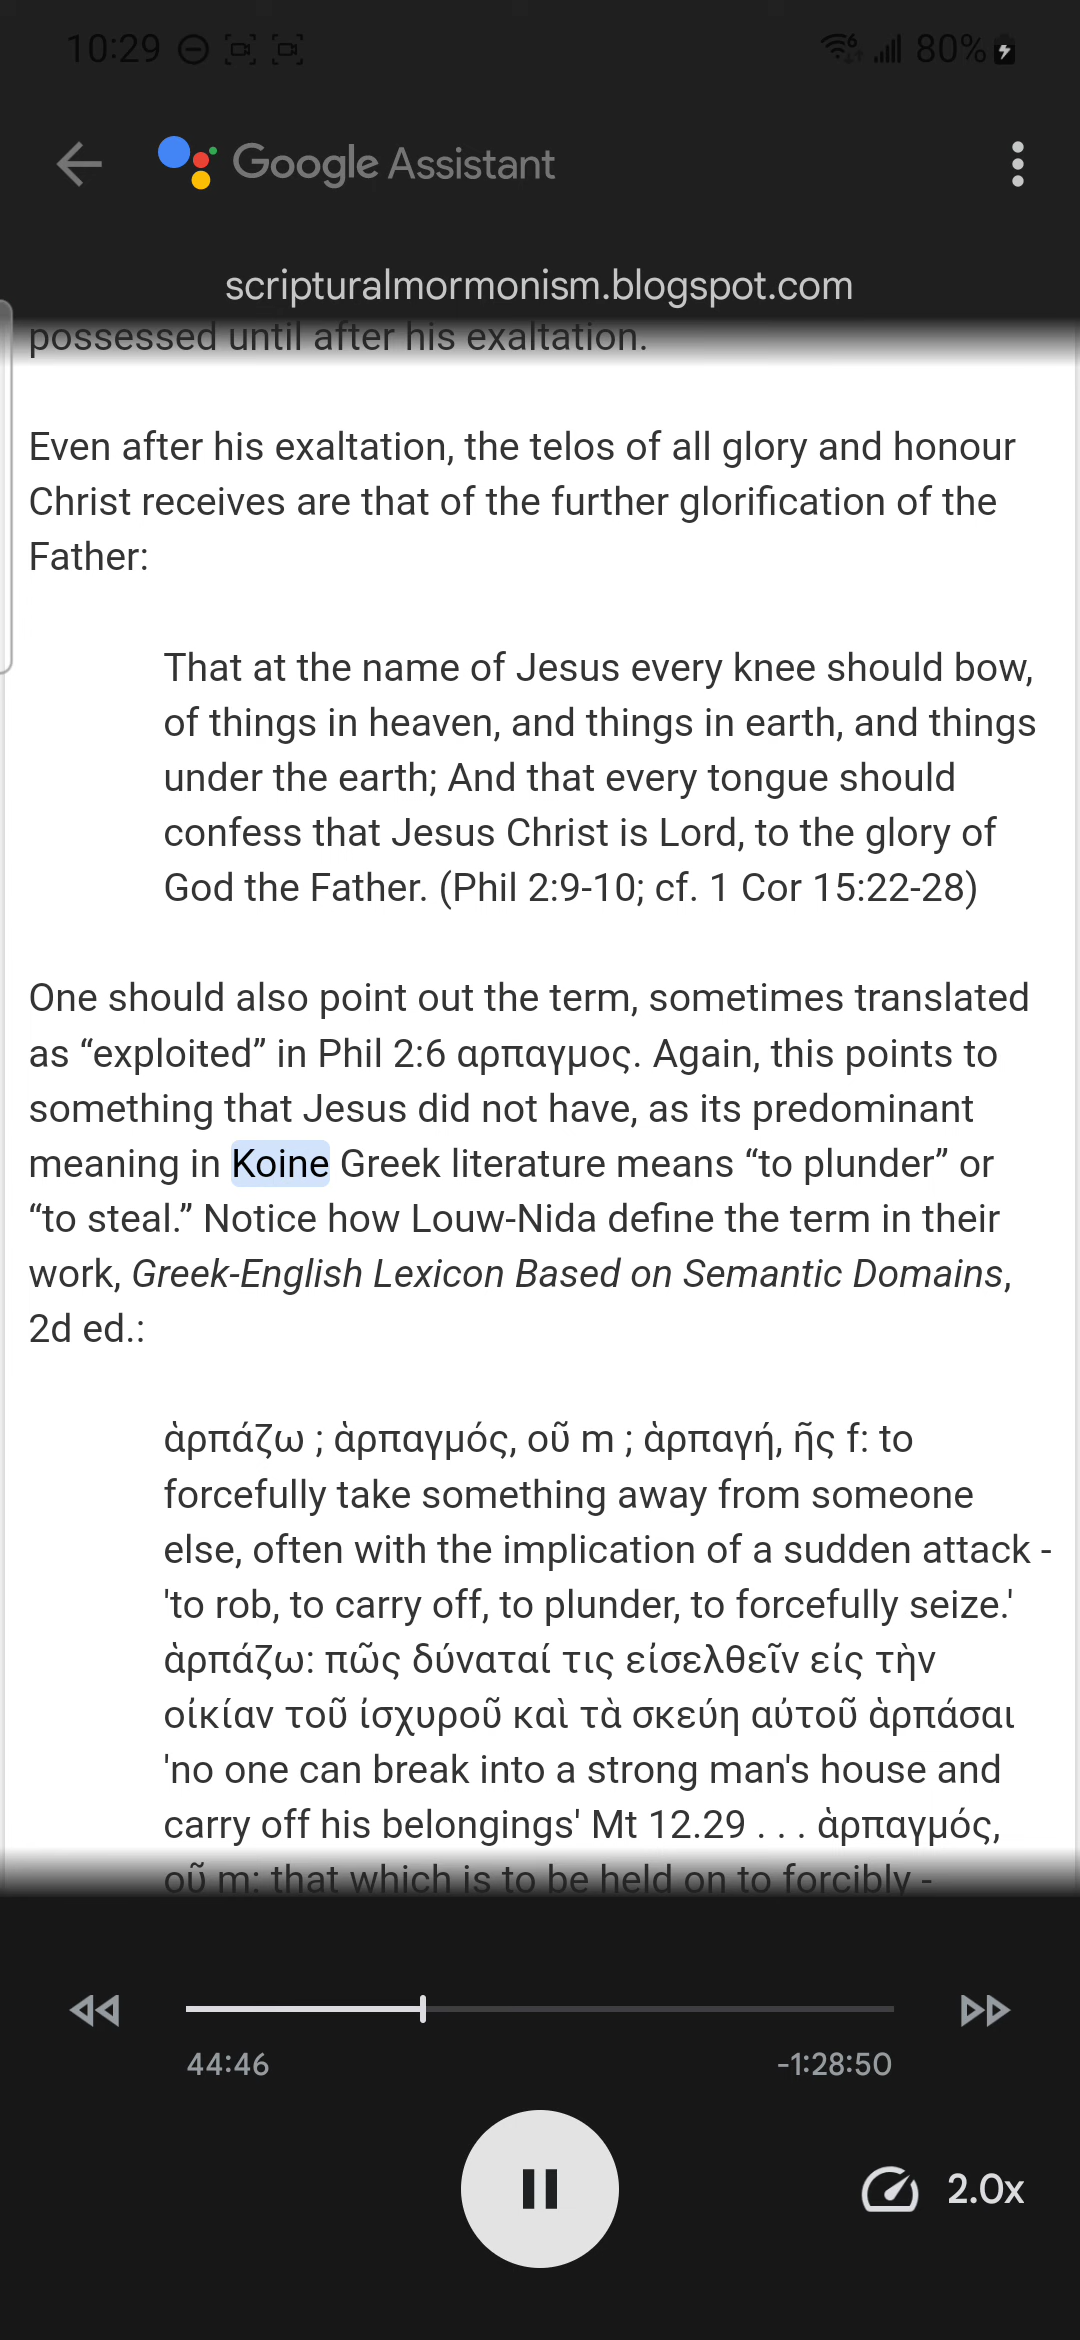 10:29
6
80%
Google Assistant
scripturalmormonism.blogspot.com
possessed until after his exaltation.
Even after his exaltation, the telos of all glory and honour
Christ receives are that of the further glorification of the
Father:
That at the name of Jesus every knee should bow,
of things in heaven, and things in earth, and things
under the earth; And that every tongue should
confess that Jesus Christ is Lord, to the glory of
God the Father. (Phil 2:9-10; cf. 1 Cor 15:22-28)
One should also point out the term, sometimes translated
as “exploited” in Phil 2:6 αρπαγμος. Again, this points to
something that Jesus did not have, as its predominant
meaning in Koine Greek literature means “to plunder” or
“to steal.” Notice how Louw-Nida define the term in their
work, Greek-English Lexicon Based on Semantic Domains,
2d ed.:
ἁρπάζω ; ἁρπαγμός, οῦ m ; ἁρπαγή, ῆς f: to
forcefully take something away from someone
else, often with the implication of a sudden attack -
'to rob, to carry off, to plunder, to forcefully seize.'
ἁρπάζω: πῶς δύναταί τις εἰσελθεῖν εἰς τὴν
οἰκίαν τοῦ ἰσχυροῦ καὶ τὰ σκεύη αὐτοῦ ἁρπάσαι
'no one can break into a strong man's house and
carry off his belongings' Mt 12.29 . . . ἁρπαγμός,
οῦ m: that which is to be held on to forcibly -
44:46
-1:28:50
2.0x